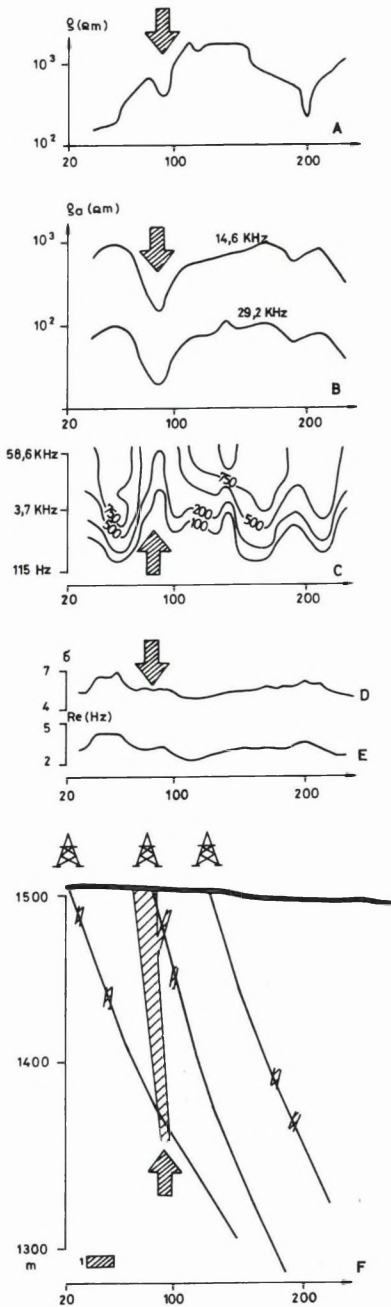 ϱ (Ωm)
10³
10²
A
20 100 200
ϱa (Ωm)
10³
14,6 KHz
10²
29,2 KHz
B
20 100 200
58,6 KHz
750
750
3,7 KHz
500
200
500
100
115 Hz
C
20 100 200
б
7
4
D
Re (Hz)
5
2
E
20 100 200
1500
1400
1300
m
1
F
20 100 200